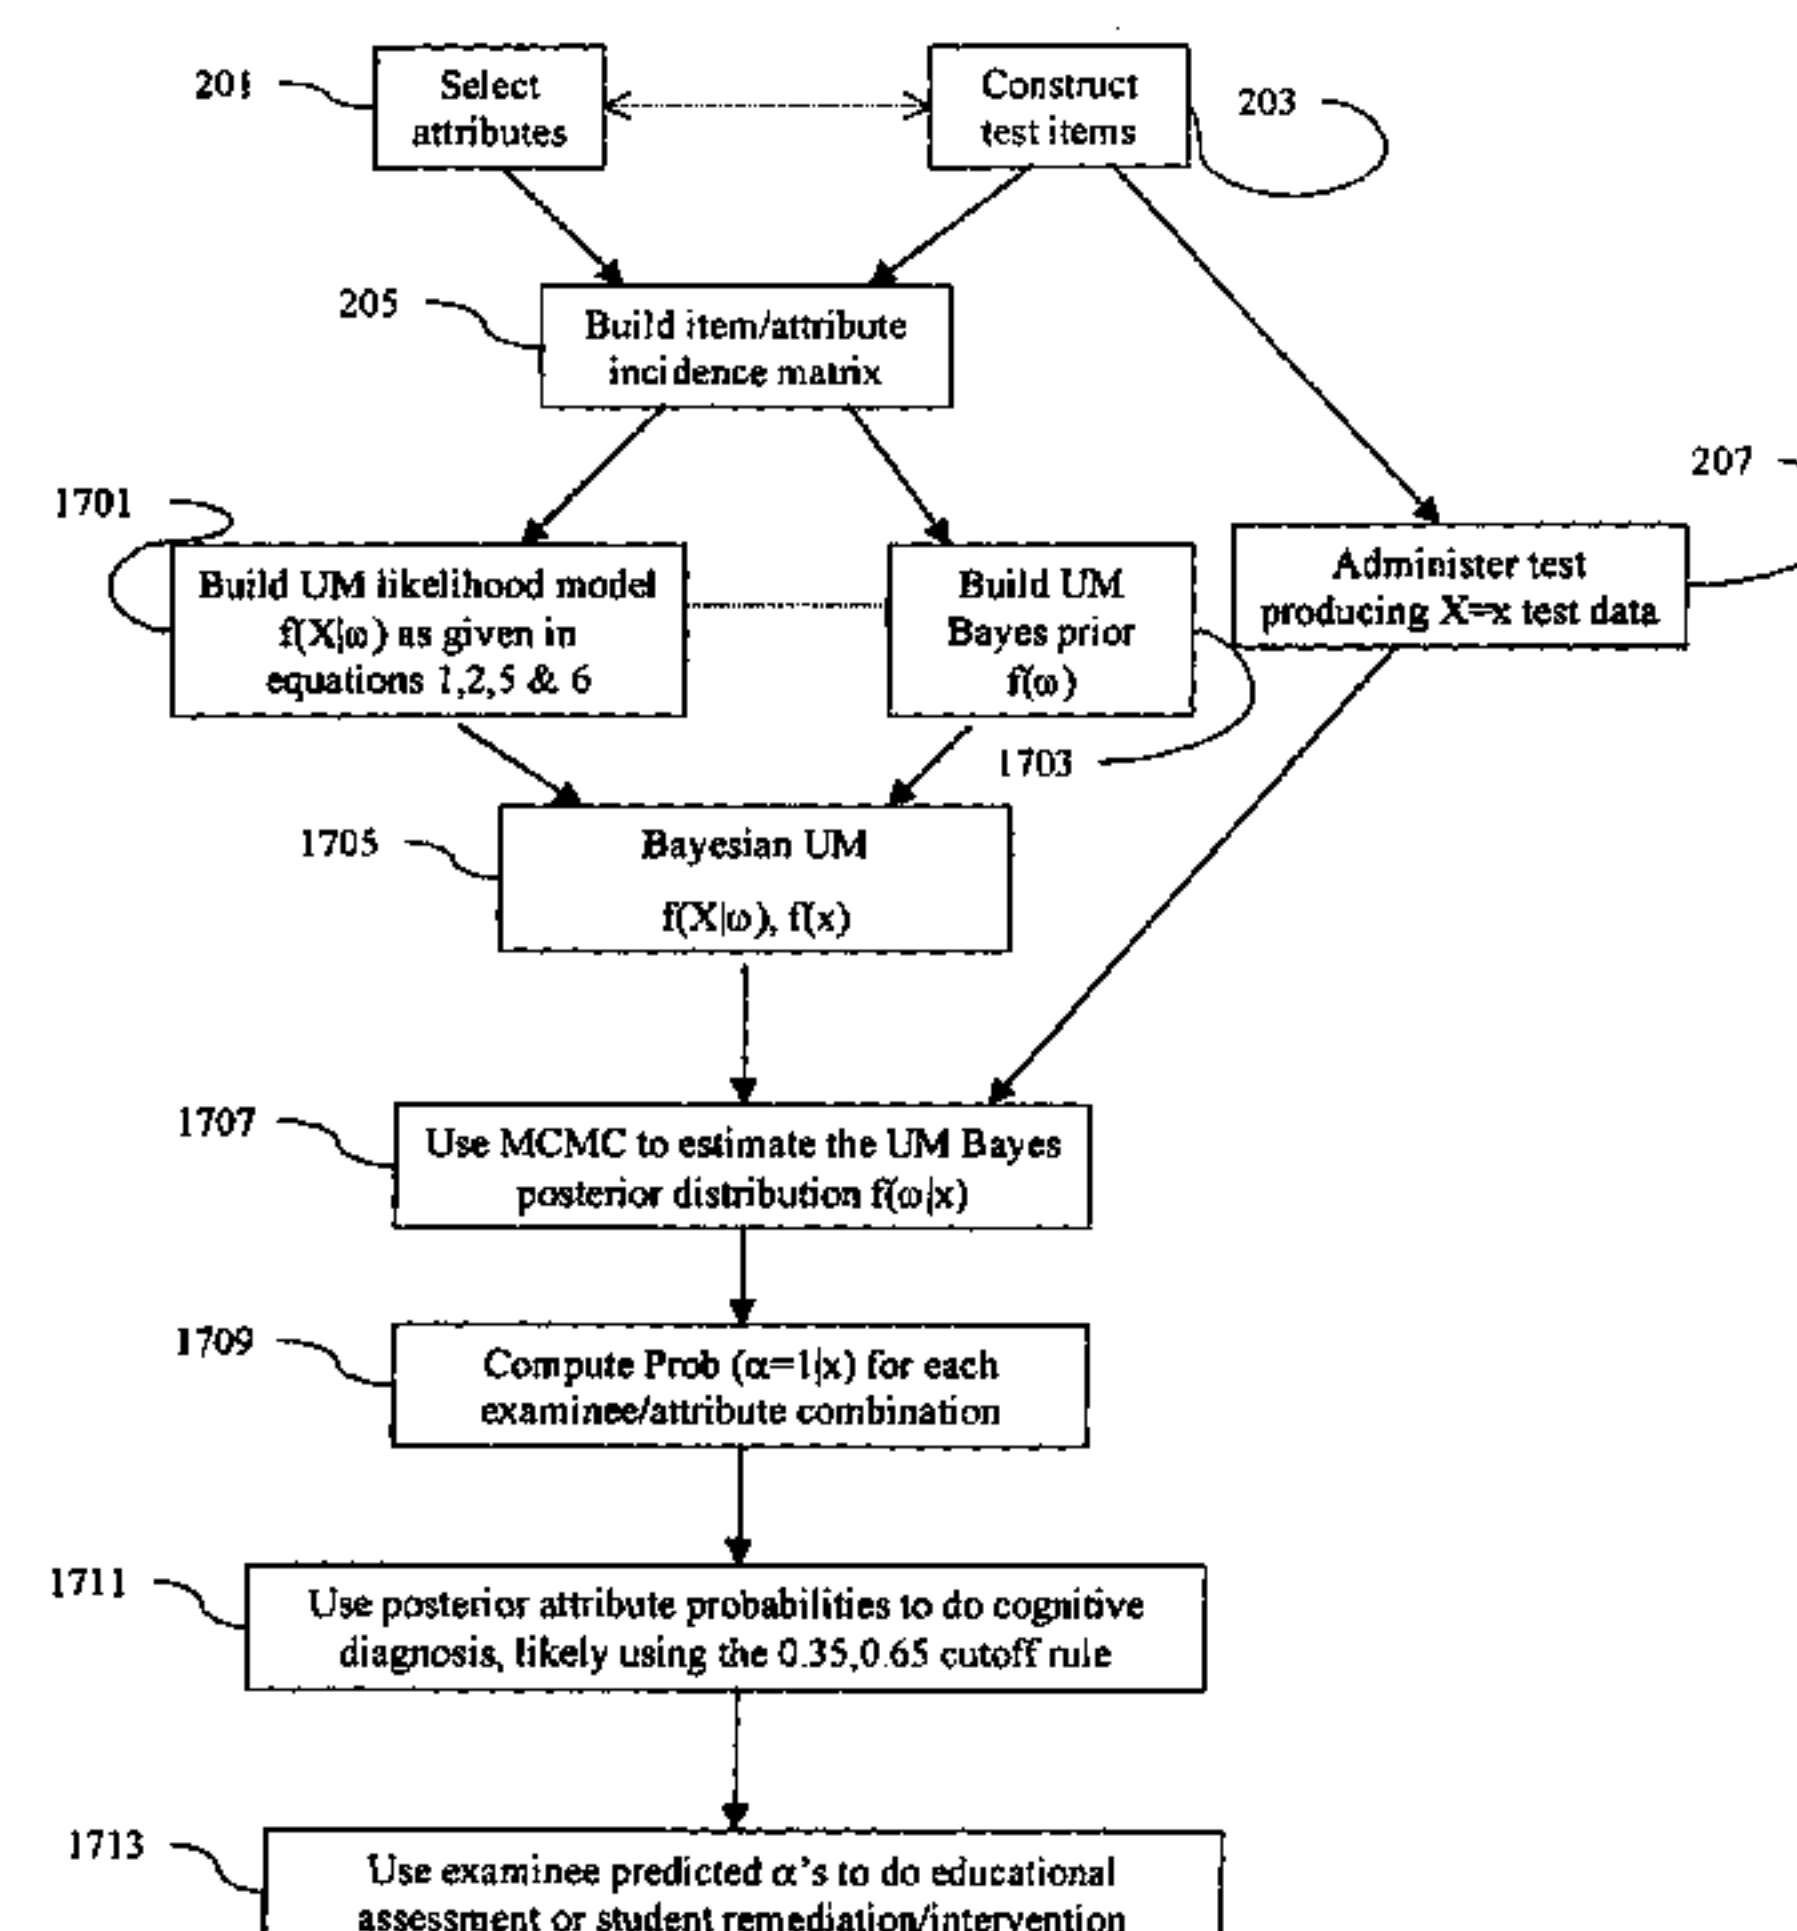 201
Select
attributes
Construct
test items
203
205
Build item/attribute
incidence matrix
207
1701
Build UM likelihood model
f(X|ω) as given in
equations 1,2,5 & 6
Build UM
Bayes prior
f(ω)
Administer test
producing X=x test data
1703
1705
Bayesian UM
f(X|ω), f(x)
1707
Use MCMC to estimate the UM Bayes
posterior distribution f(ω|x)
1709
Compute Prob (α=1|x) for each
examinee/attribute combination
1711
Use posterior attribute probabilities to do cognitive
diagnosis, likely using the 0.35,0.65 cutoff rule
1713
Use examinee predicted α's to do educational
assessment or student remediation/intervention